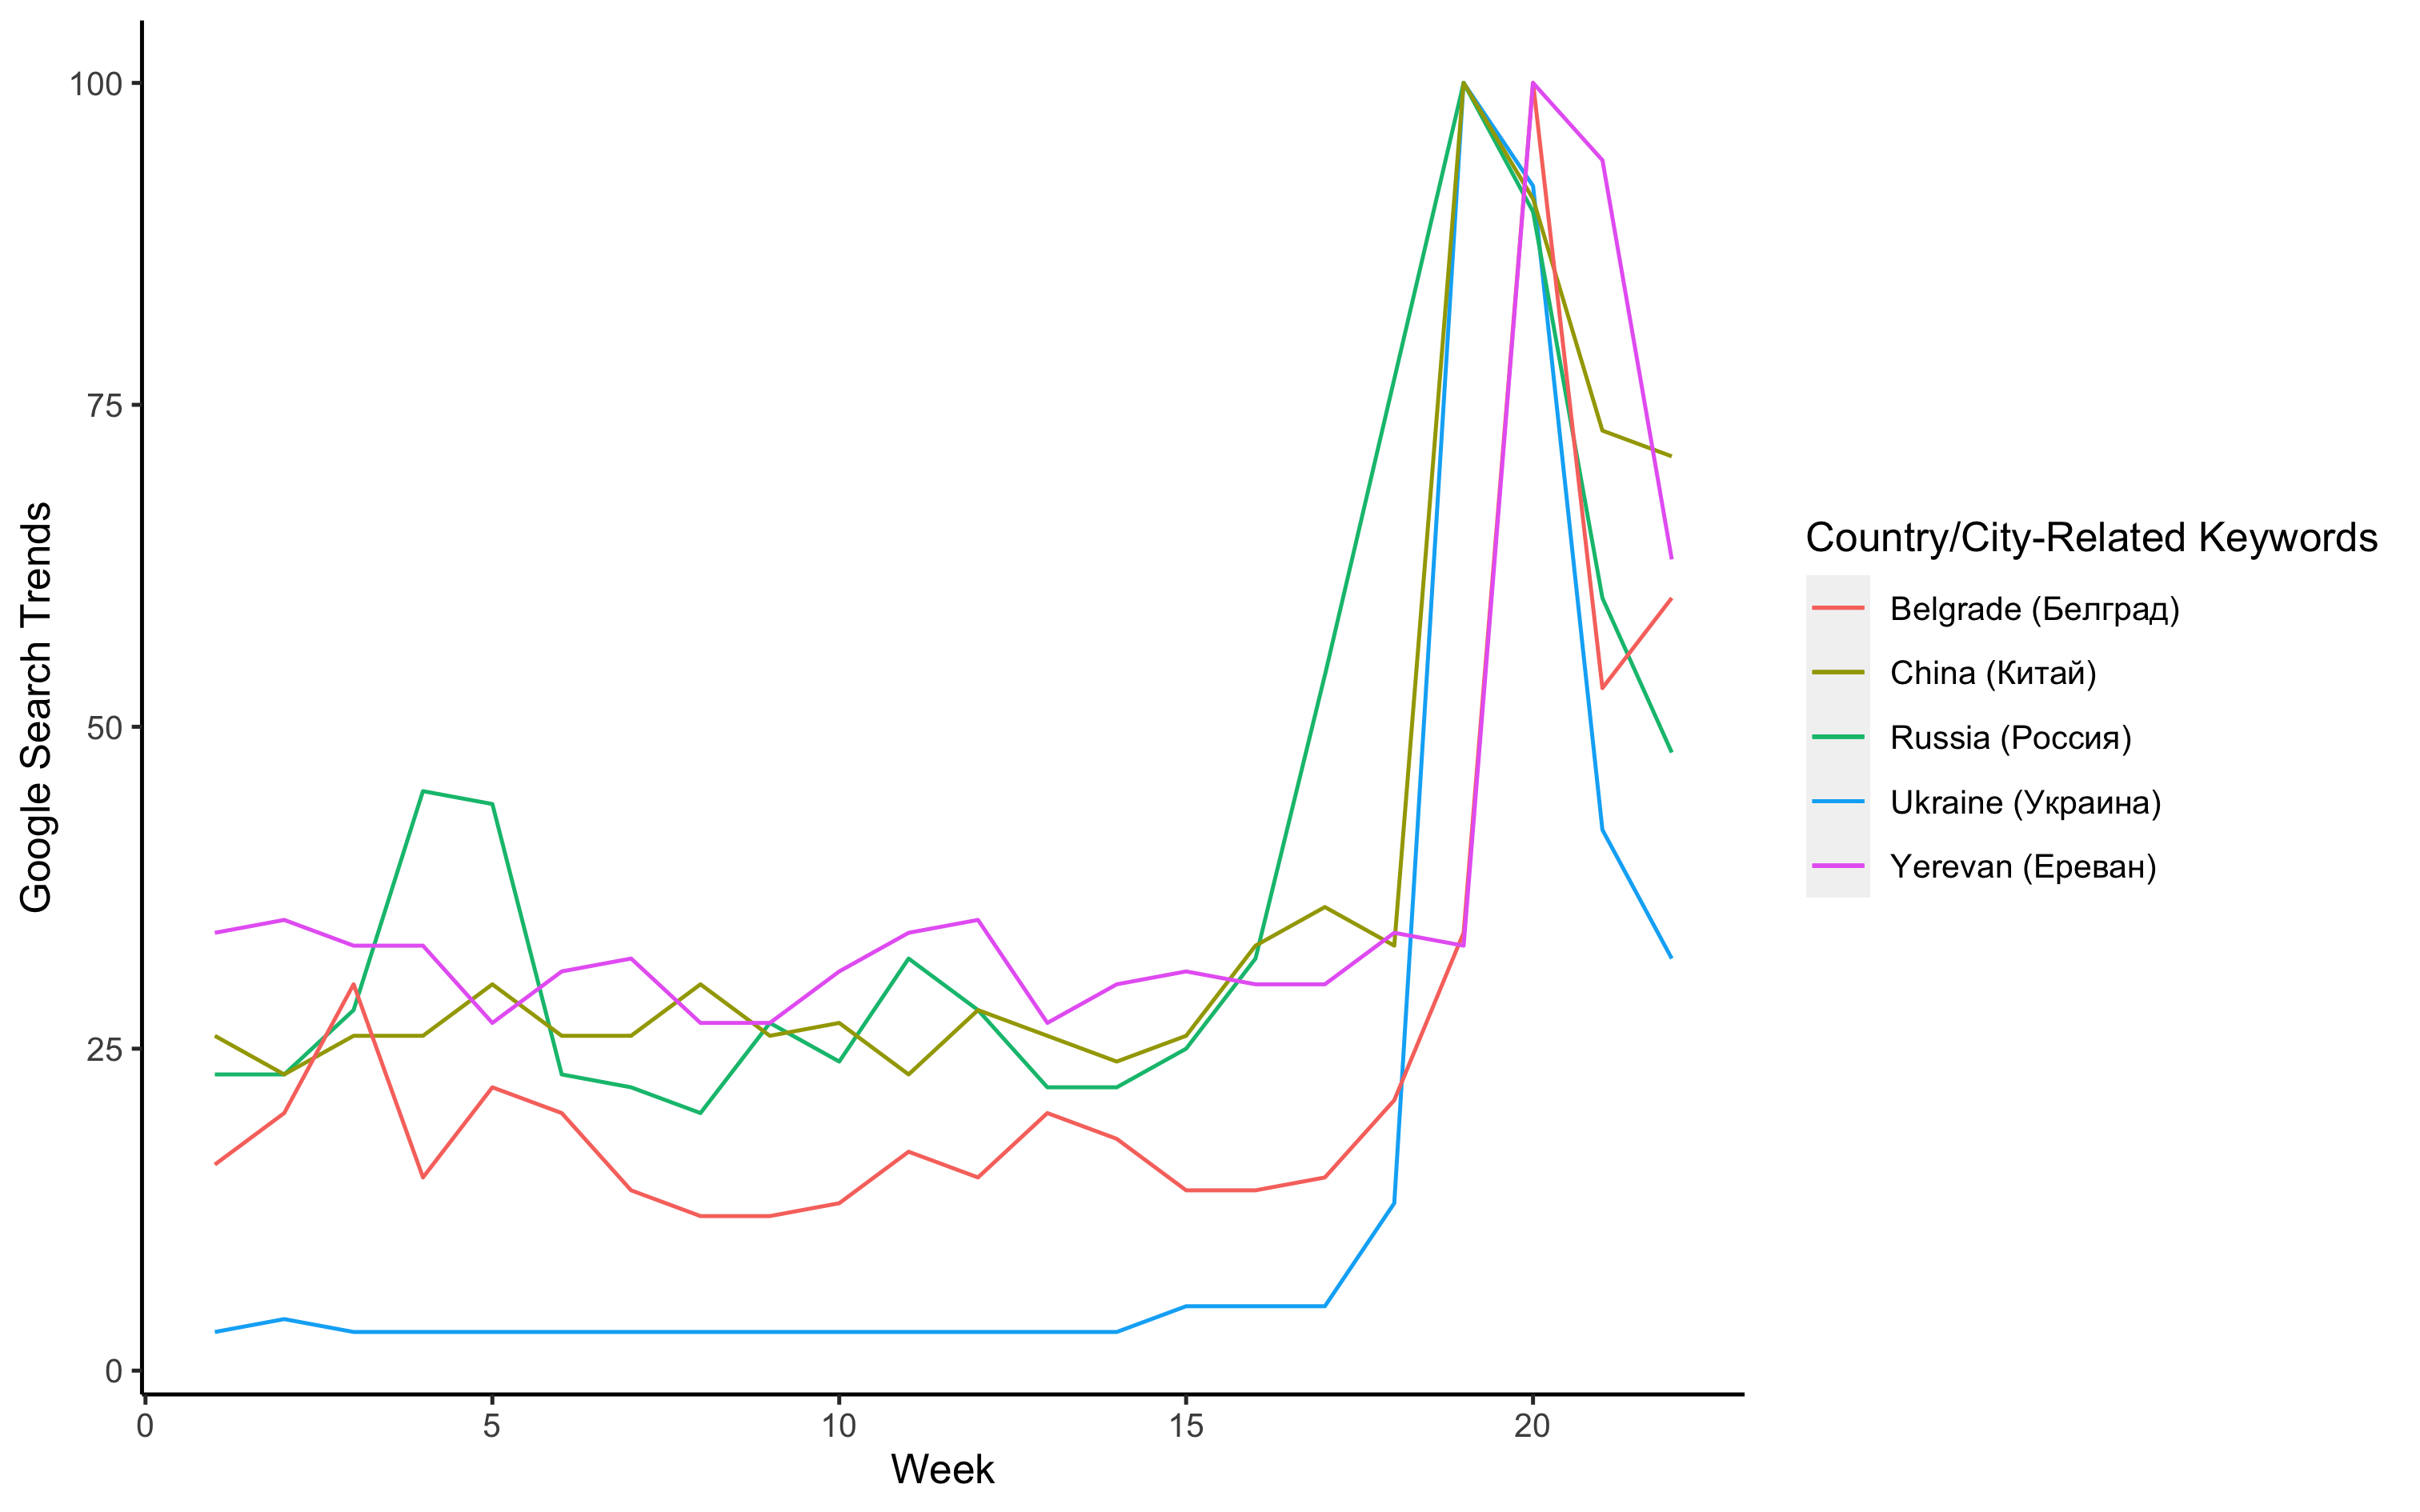 Google Search Trends
100
75
50
25
0
0 5 10 15 20
Week
Country/City-Related Keywords
Belgrade (Белград)
China (Китай)
Russia (Россия)
Ukraine (Украина)
Yerevan (Ереван)